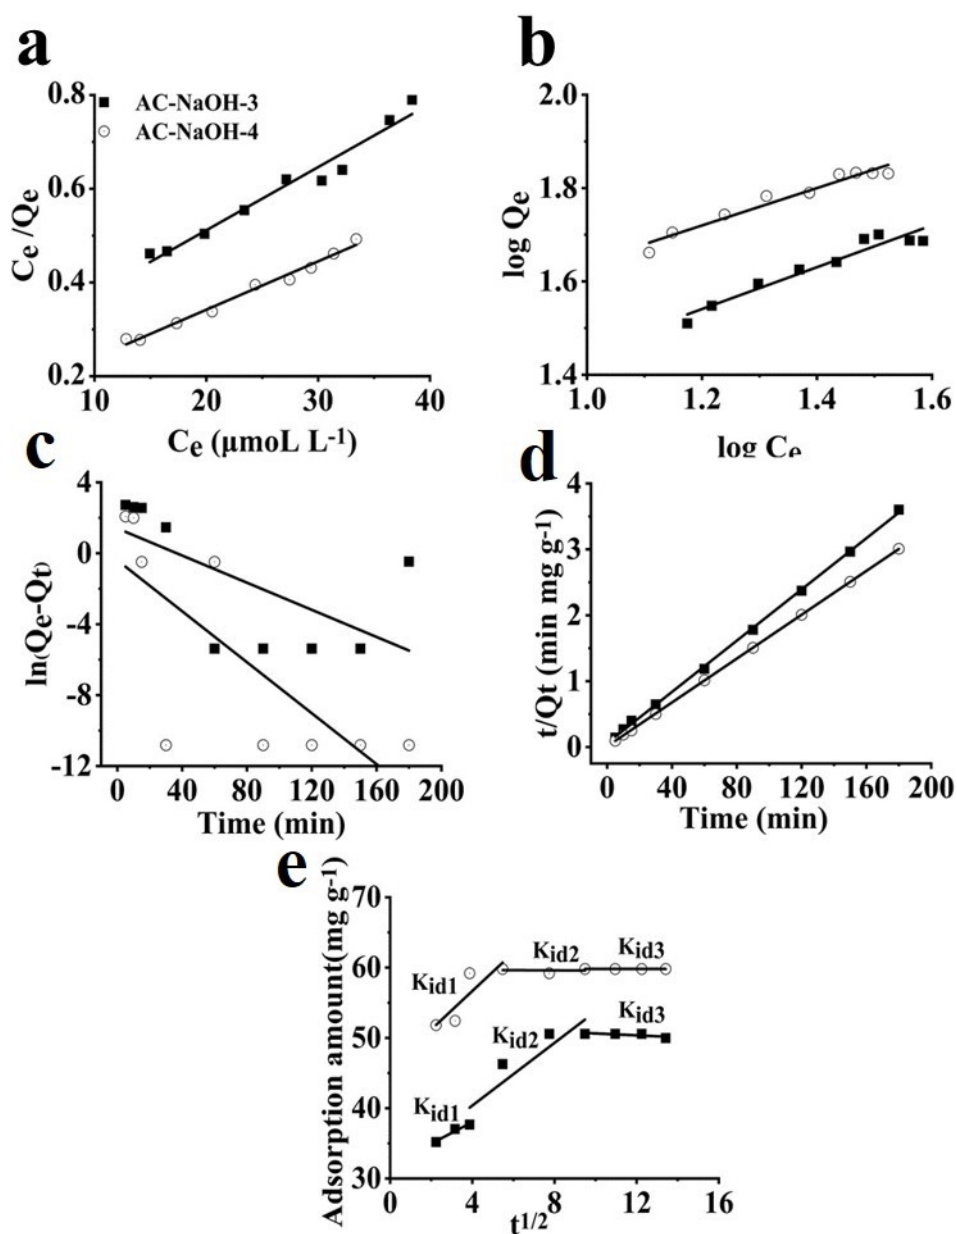 a
0.8
0.6
0.4
0.2
10
20
30
40
Ce /Qe
Ce (μmoL L-1)
AC-NaOH-3
AC-NaOH-4
b
2.0
1.8
1.6
1.4
1.0
1.2
1.4
1.6
log Qe
log Ce
c
4
0
-4
-8
-12
0
40
80
120
160
200
ln(Qe-Qt)
Time (min)
d
4
3
2
1
0
0
40
80
120
160
200
t/Qt (min mg g-1)
Time (min)
e
70
60
50
40
30
0
4
8
12
16
Adsorption amount(mg g-1)
t1/2
Kid1
Kid2
Kid3
Kid1
Kid2
Kid3